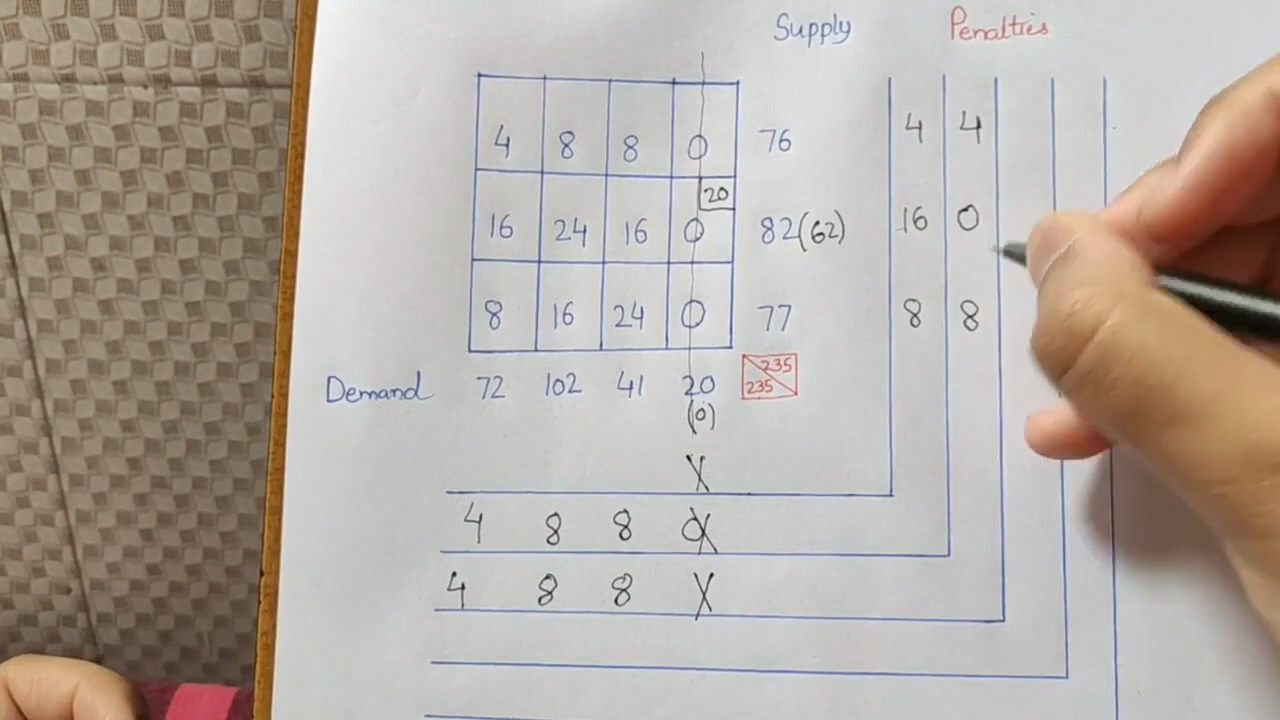 Supply Penalties
4 8 8 0 76 4 4
20
16 24 16 0 82(62) 16 0
8 16 24 0 77 8 8
235
Demand 72 102 41 20 235
(0)
X
4 8 8 0
4 8 8 X